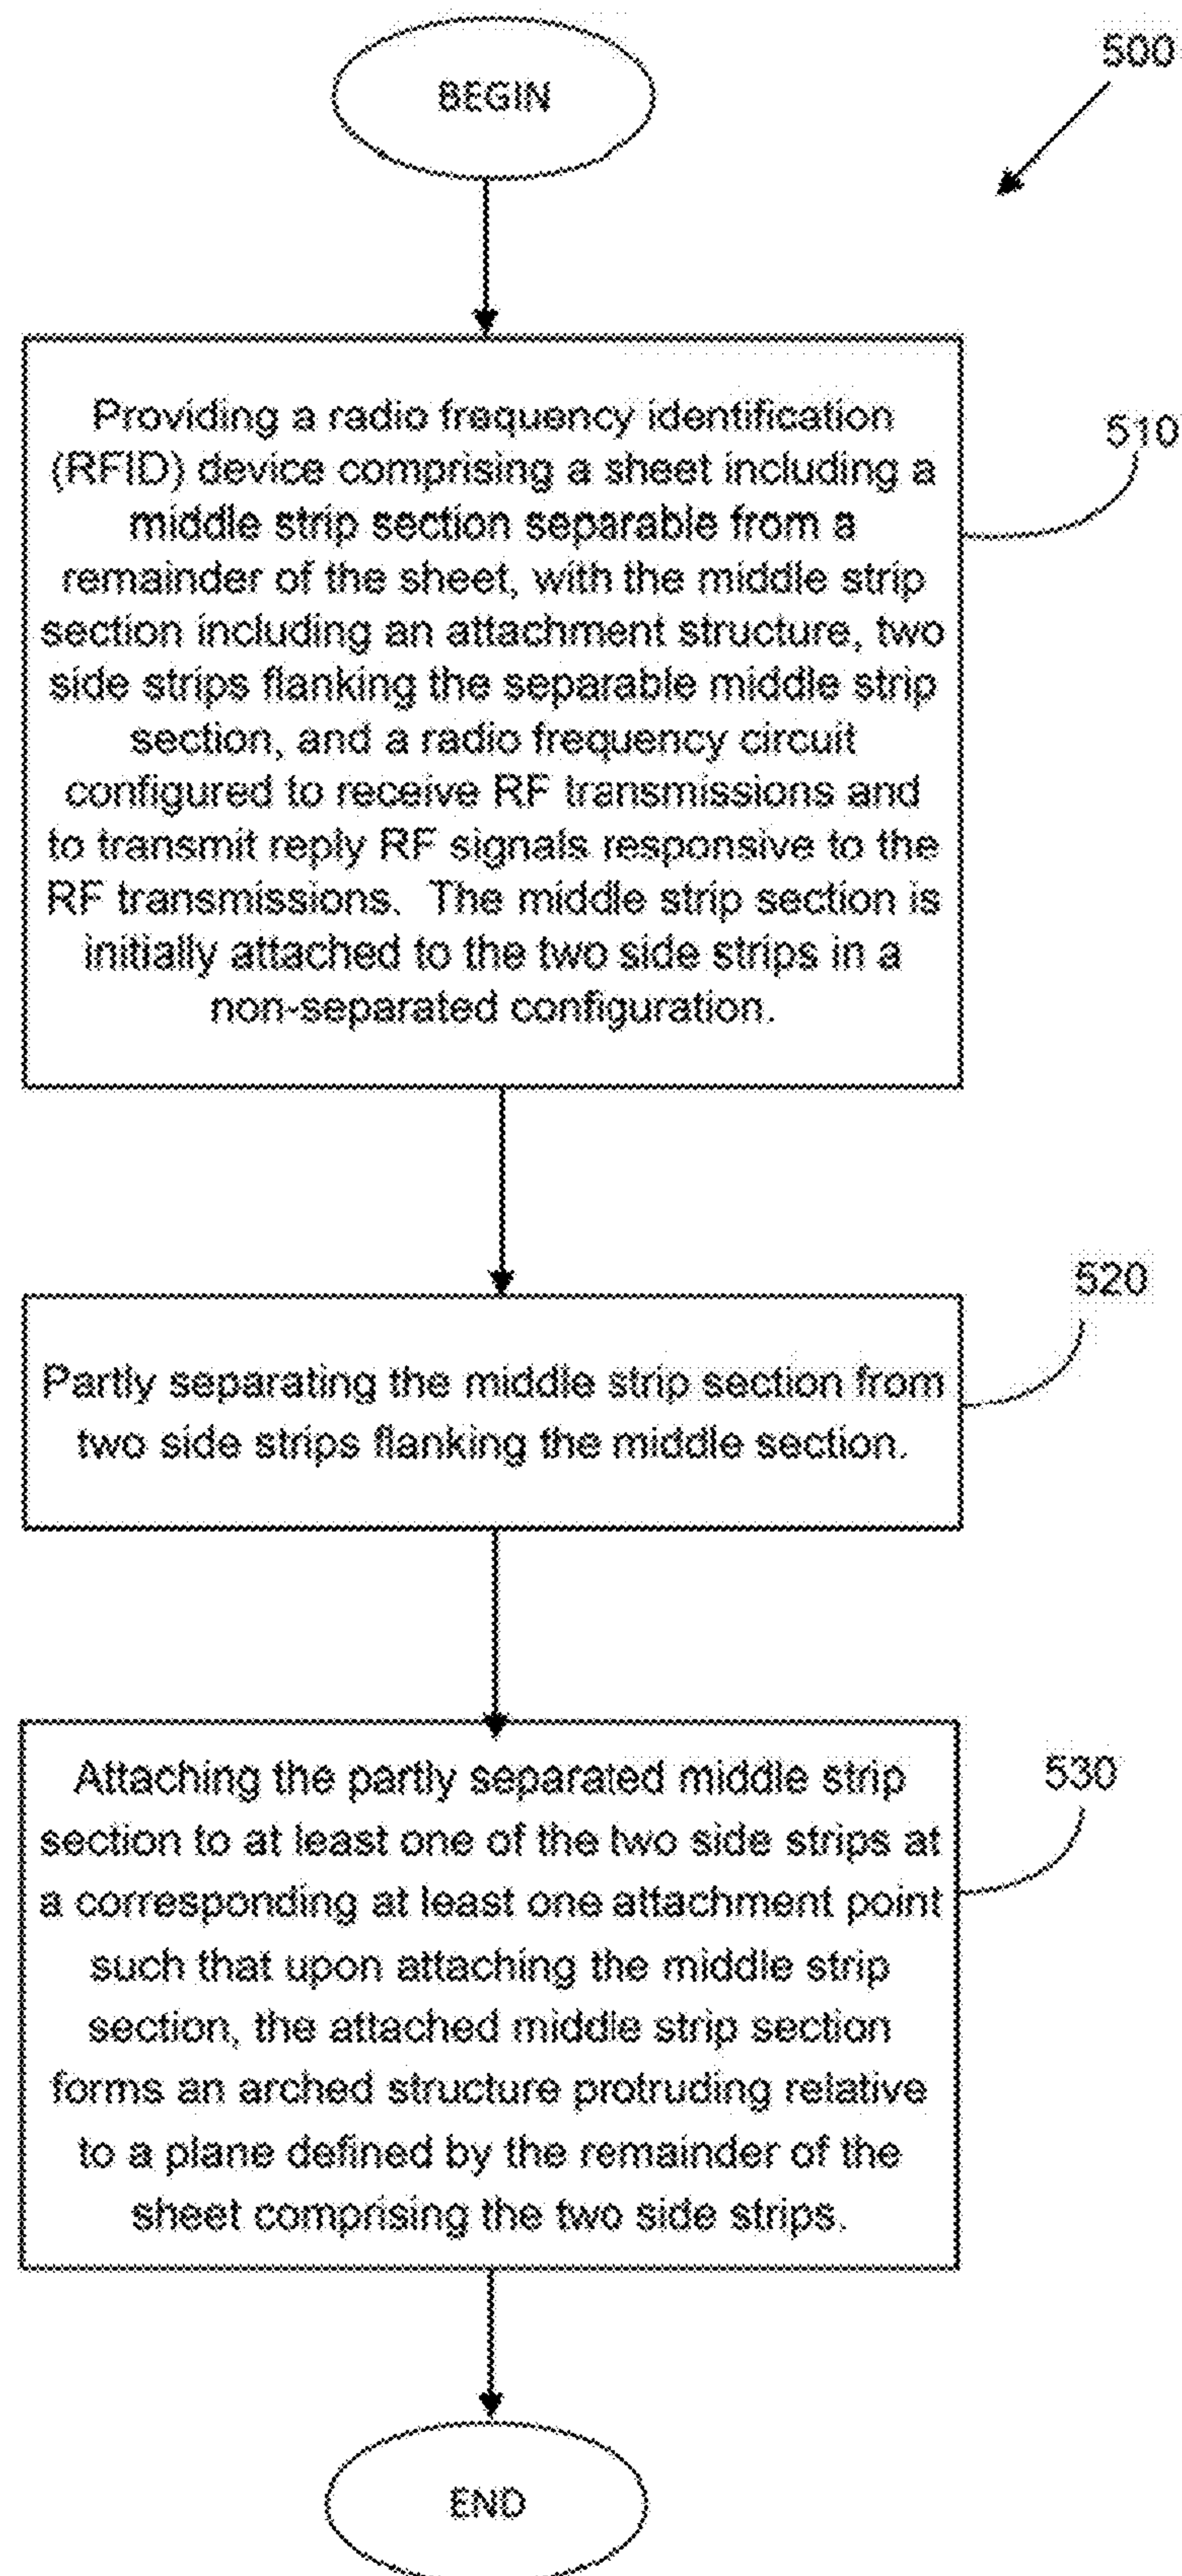 BEGIN
500
Providing a radio frequency identification
(RFID) device comprising a sheet including a
middle strip section separable from a
remainder of the sheet, with the middle strip
section including an attachment structure, two
side strips flanking the separable middle strip
section, and a radio frequency circuit
configured to receive RF transmissions and
to transmit reply RF signals responsive to the
RF transmissions. The middle strip section is
initially attached to the two side strips in a
non-separated configuration.
510
Partly separating the middle strip section from
two side strips flanking the middle section.
520
Attaching the partly separated middle strip
section to at least one of the two side strips at
a corresponding at least one attachment point
such that upon attaching the middle strip
section, the attached middle strip section
forms an arched structure protruding relative
to a plane defined by the remainder of the
sheet comprising the two side strips.
530
END